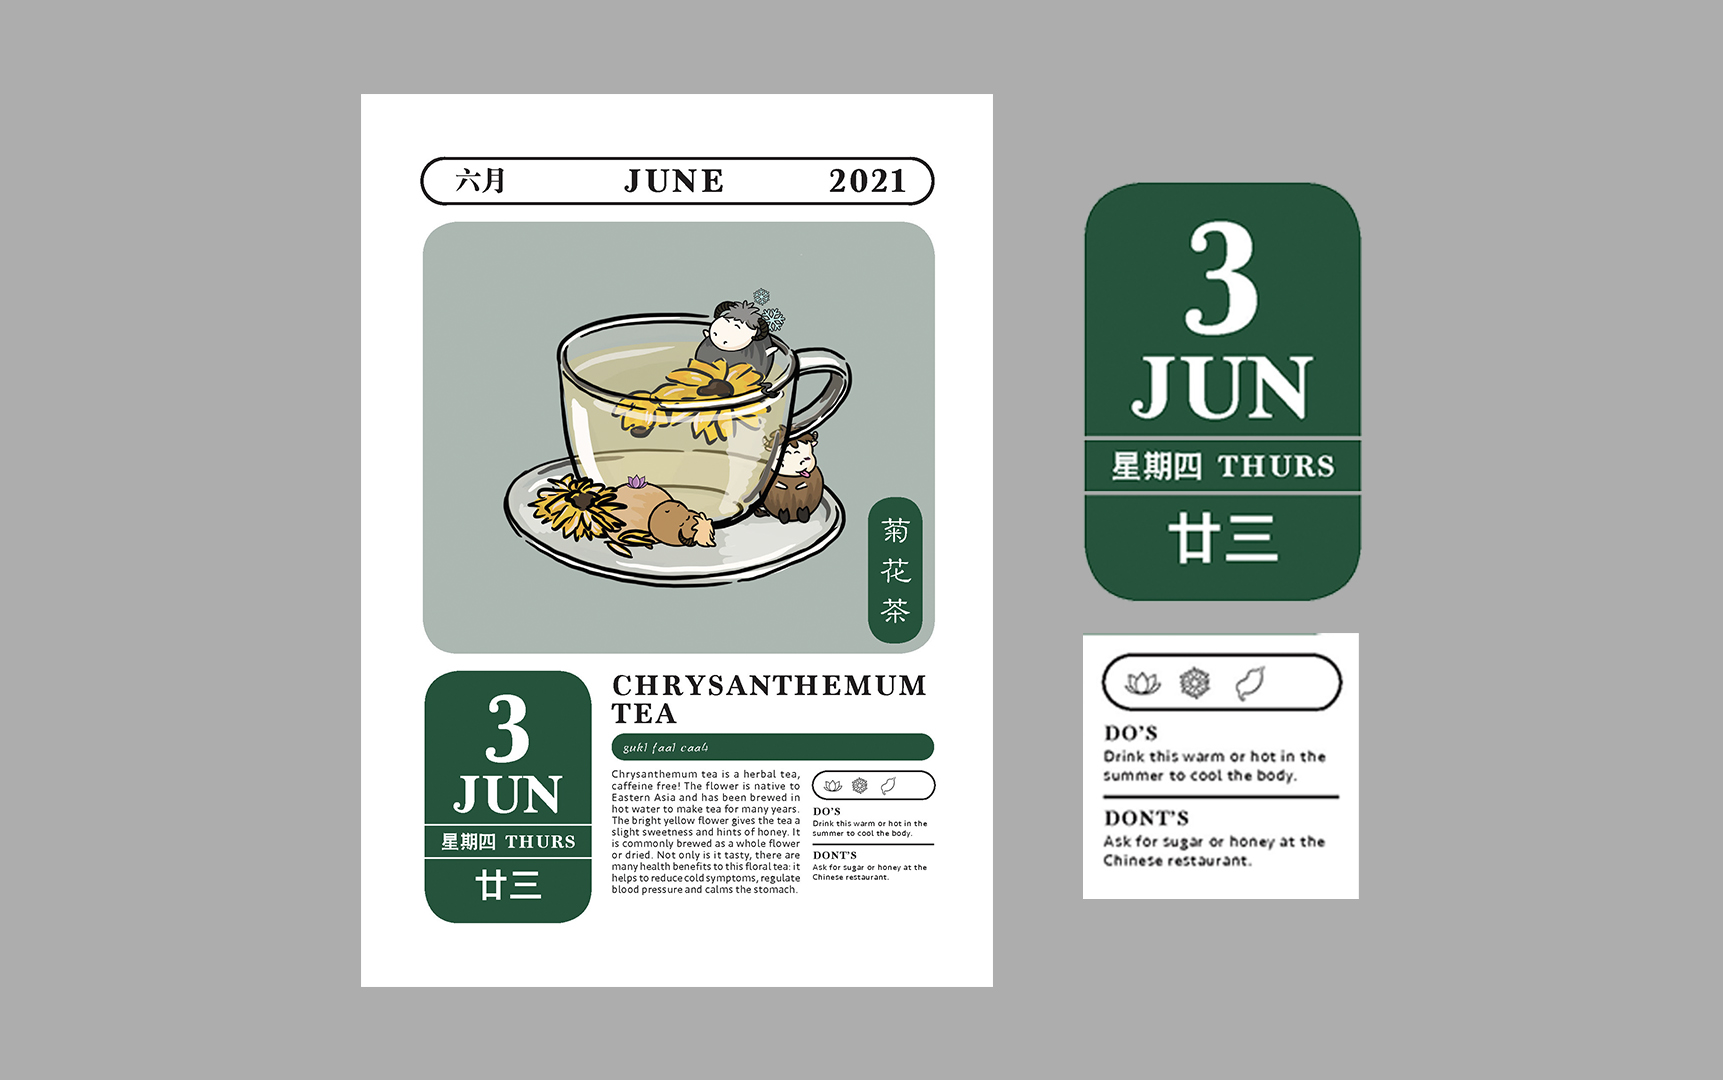 六月 JUNE 2021
菊
花
茶
3
JUN
星期四 THURS
廿三
CHRYSANTHEMUM
TEA
guk1 faa1 caa4
Chrysanthemum tea is a herbal tea,
caffeine free! The flower is native to
Eastern Asia and has been brewed in
hot water to make tea for many years.
The bright yellow flower gives the tea a
slight sweetness and hints of honey. It
is commonly brewed as a whole flower
or dried. Not only is it tasty, there are
many health benefits to this floral tea: it
helps to reduce cold symptoms, regulate
blood pressure and calms the stomach.
DO'S
Drink this warm or hot in the
summer to cool the body.
DONT'S
Ask for sugar or honey at the
Chinese restaurant.
3
JUN
星期四 THURS
廿三
DO'S
Drink this warm or hot in the
summer to cool the body.
DONT'S
Ask for sugar or honey at the
Chinese restaurant.